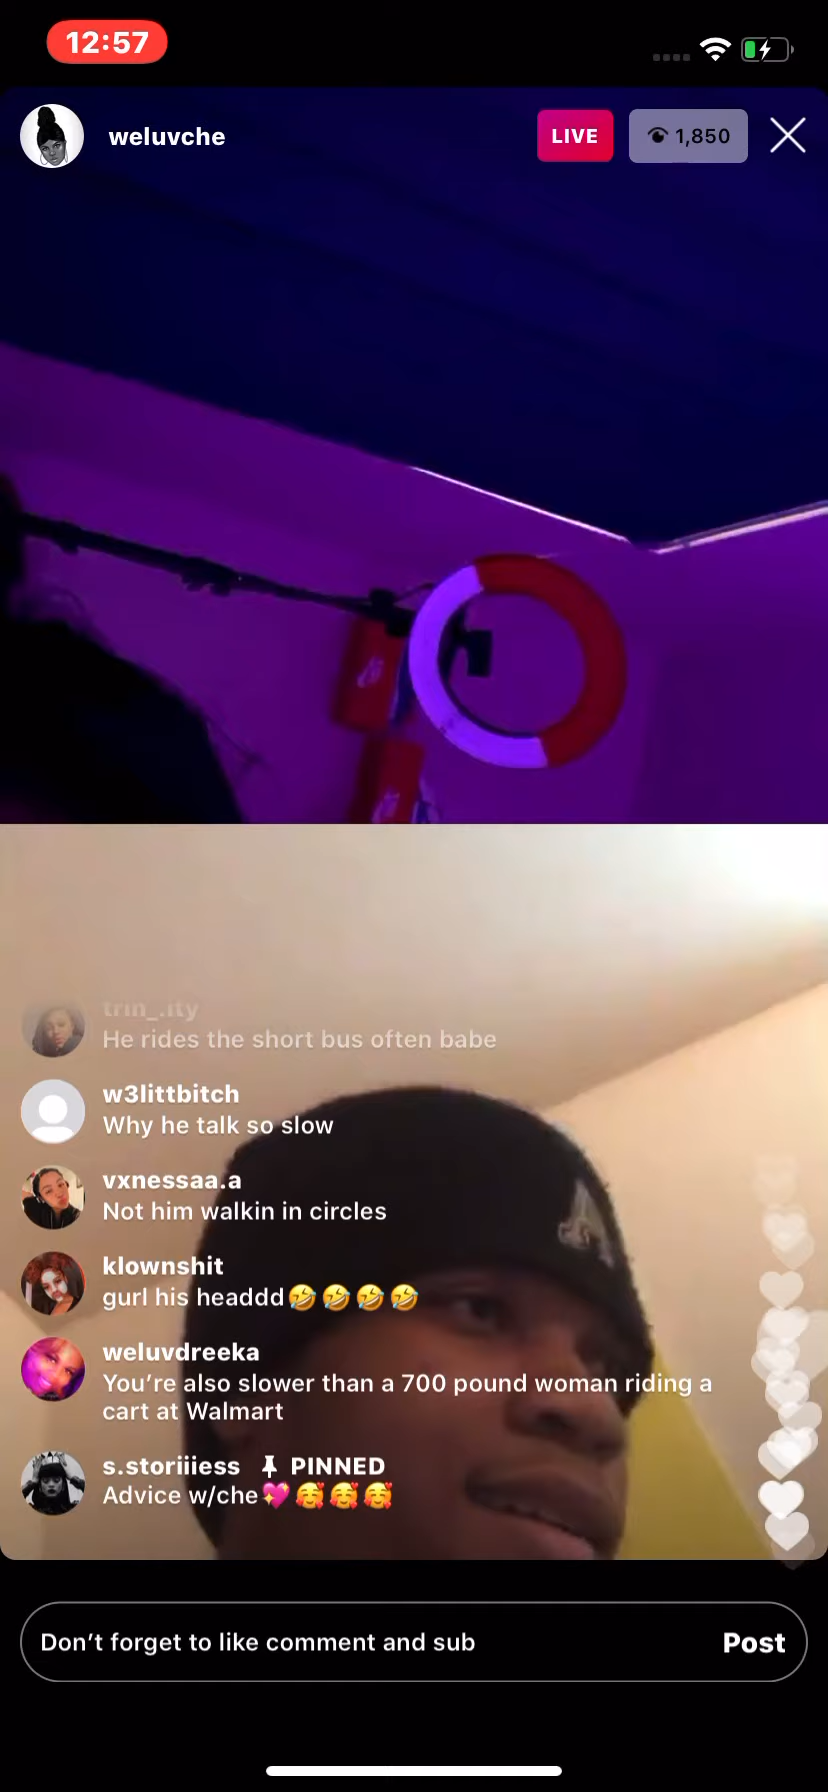 12:57
weluvche
LIVE
1,850
trin_.ity
He rides the short bus often babe
w3littbitch
Why he talk so slow
vxnessaa.a
Not him walkin in circles
klownshit
gurl his headdd🤣🤣🤣🤣
weluvdreeka
You’re also slower than a 700 pound woman riding a
cart at Walmart
s.storiiiess PINNED
Advice w/che💖🥰🥰🥰
Don’t forget to like comment and sub
Post
A